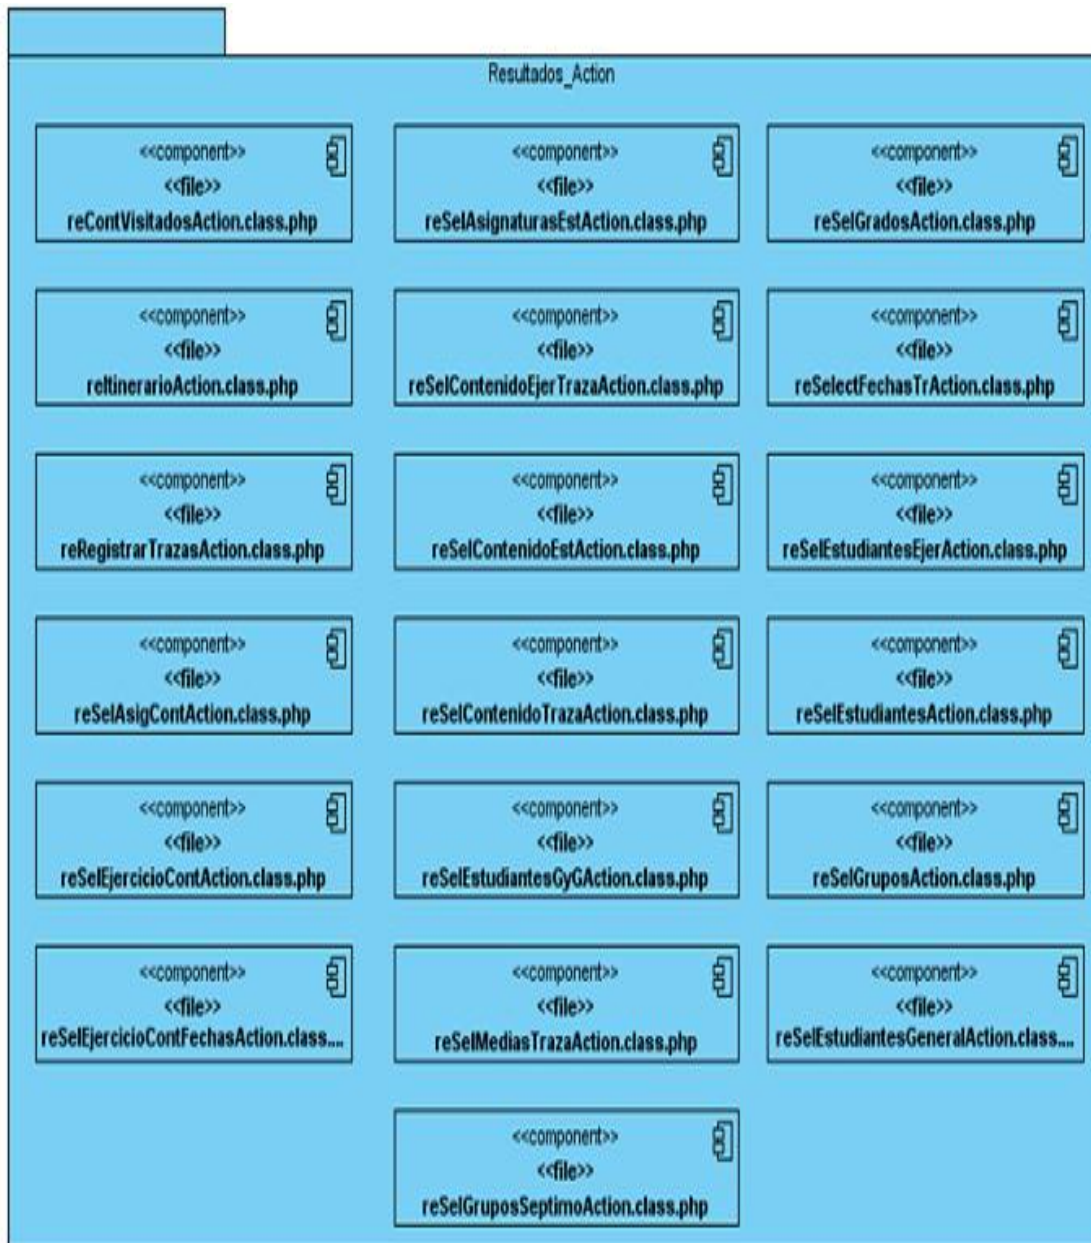 Resultados_Action
<<component>>
<<file>>
reContVisitadosAction.class.php
<<component>>
<<file>>
reSelAsignaturasEstAction.class.php
<<component>>
<<file>>
reSelGradosAction.class.php
<<component>>
<<file>>
reItinerarioAction.class.php
<<component>>
<<file>>
reSelContenidoEjerTrazaAction.class.php
<<component>>
<<file>>
reSelectFechasTrAction.class.php
<<component>>
<<file>>
reRegistrarTrazasAction.class.php
<<component>>
<<file>>
reSelContenidoEstAction.class.php
<<component>>
<<file>>
reSelEstudiantesEjerAction.class.php
<<component>>
<<file>>
reSelAsigContAction.class.php
<<component>>
<<file>>
reSelContenidoTrazaAction.class.php
<<component>>
<<file>>
reSelEstudiantesAction.class.php
<<component>>
<<file>>
reSelEjercicioContAction.class.php
<<component>>
<<file>>
reSelEstudiantesGyGAction.class.php
<<component>>
<<file>>
reSelGruposAction.class.php
<<component>>
<<file>>
reSelEjercicioContFechasAction.class....
<<component>>
<<file>>
reSelMediasTrazaAction.class.php
<<component>>
<<file>>
reSelEstudiantesGeneralAction.class....
<<component>>
<<file>>
reSelGruposSeptimoAction.class.php